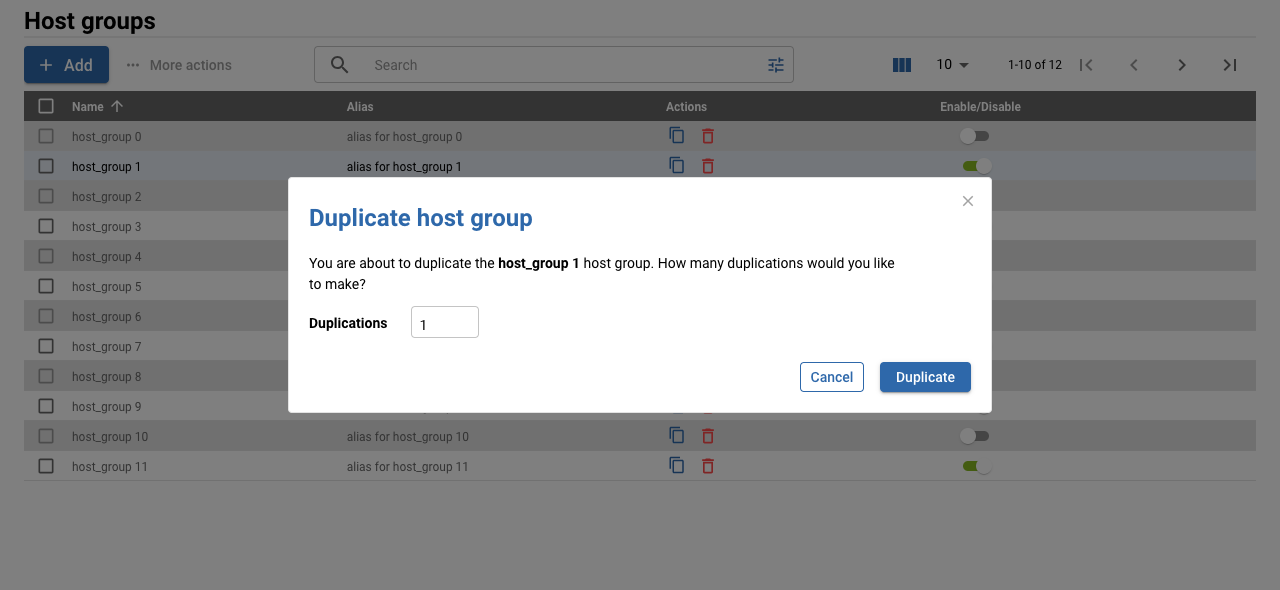 Host groups
Add
More actions
Search
10
1-10 of 12
Name Alias Actions Enable/Disable
host_group 0 alias for host_group 0
host_group 1 alias for host_group 1
host_group 2
host_group 3
host_group 4
host_group 5
host_group 6
host_group 7
host_group 8
host_group 9
host_group 10 alias for host_group 10
host_group 11 alias for host_group 11
Duplicate host group
You are about to duplicate the host_group 1 host group. How many duplications would you like
to make?
Duplications 1
Cancel Duplicate